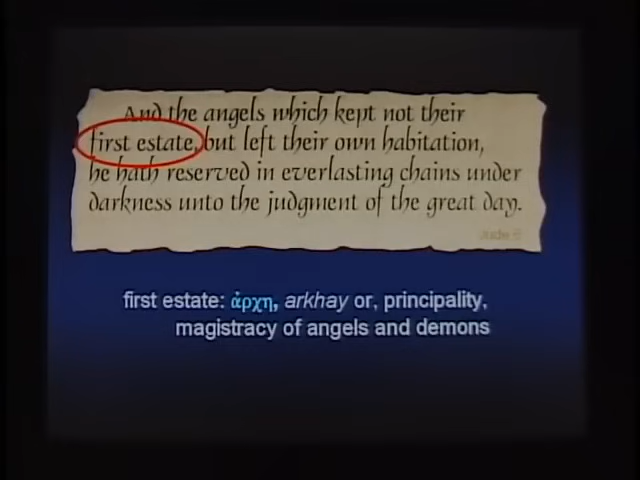 And the angels which kept not their
first estate, but left their own habitation,
he hath reserved in everlasting chains under
darkness unto the judgment of the great day.
Jude 6
first estate: ἀρχη, arkhay or, principality,
magistracy of angels and demons